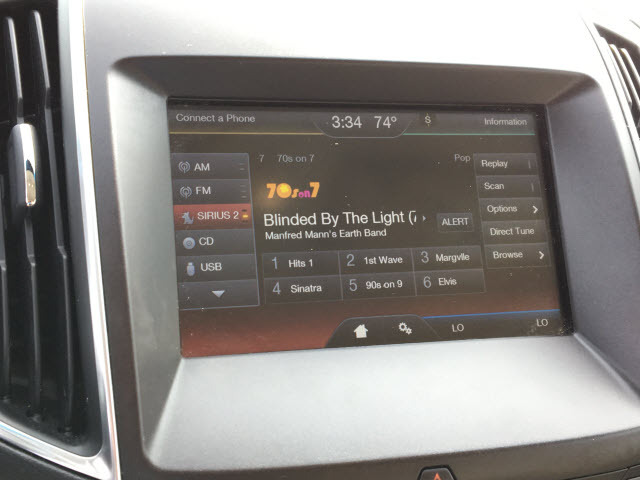 Connect a Phone
3:34 74°
Information
AM
FM
SIRIUS 2
CD
USB
7 70s on 7
Pop
70s on 7
Blinded By The Light (7
Manfred Mann's Earth Band
ALERT
1 Hits 1
2 1st Wave
3 Margvlle
4 Sinatra
5 90s on 9
6 Elvis
Replay
Scan
Options
Direct Tune
Browse
LO
LO